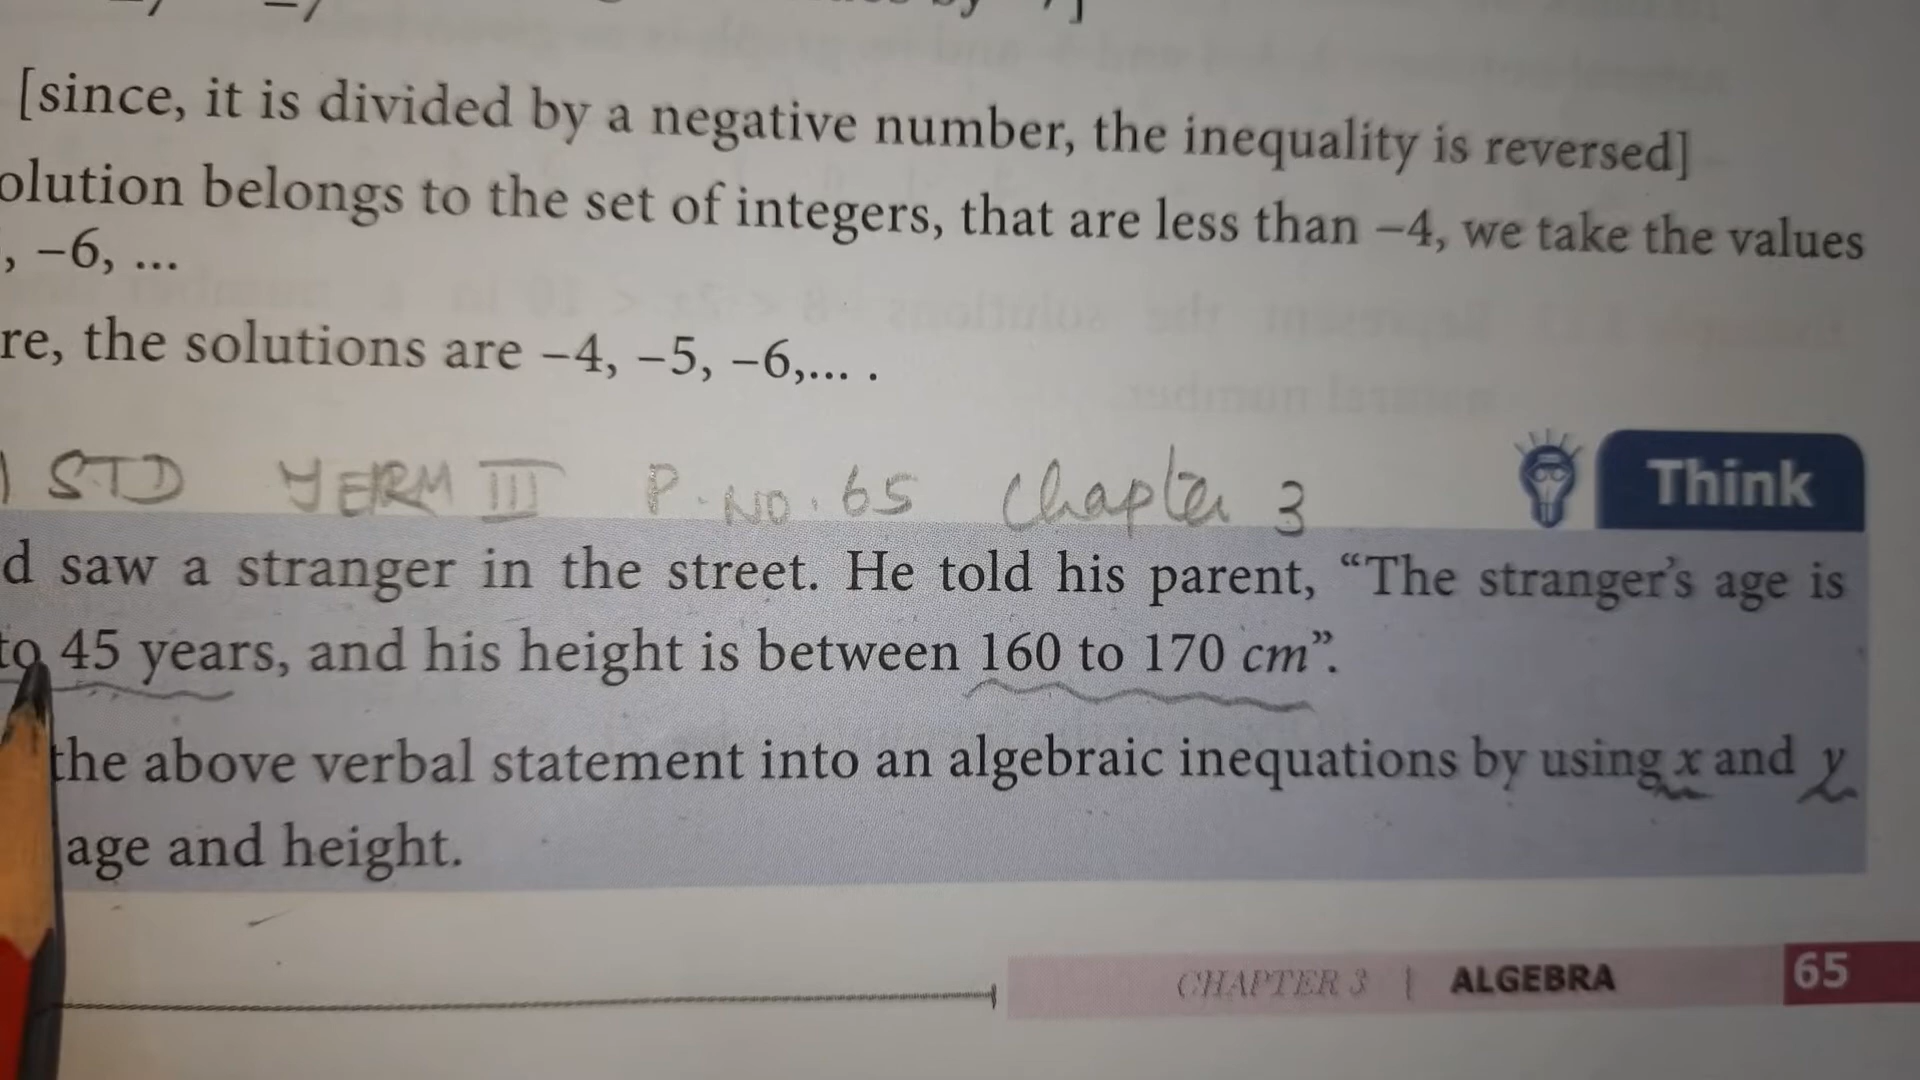 [since, it is divided by a negative number, the inequality is reversed]
olution belongs to the set of integers, that are less than −4, we take the values
, −6, ...
re, the solutions are −4, −5, −6,... .
STD YERM III P. NO. 65 Chapter 3
Think
d saw a stranger in the street. He told his parent, “The stranger’s age is
to 45 years, and his height is between 160 to 170 cm”.
the above verbal statement into an algebraic inequations by using x and y
age and height.
CHAPTER 3 | ALGEBRA 65